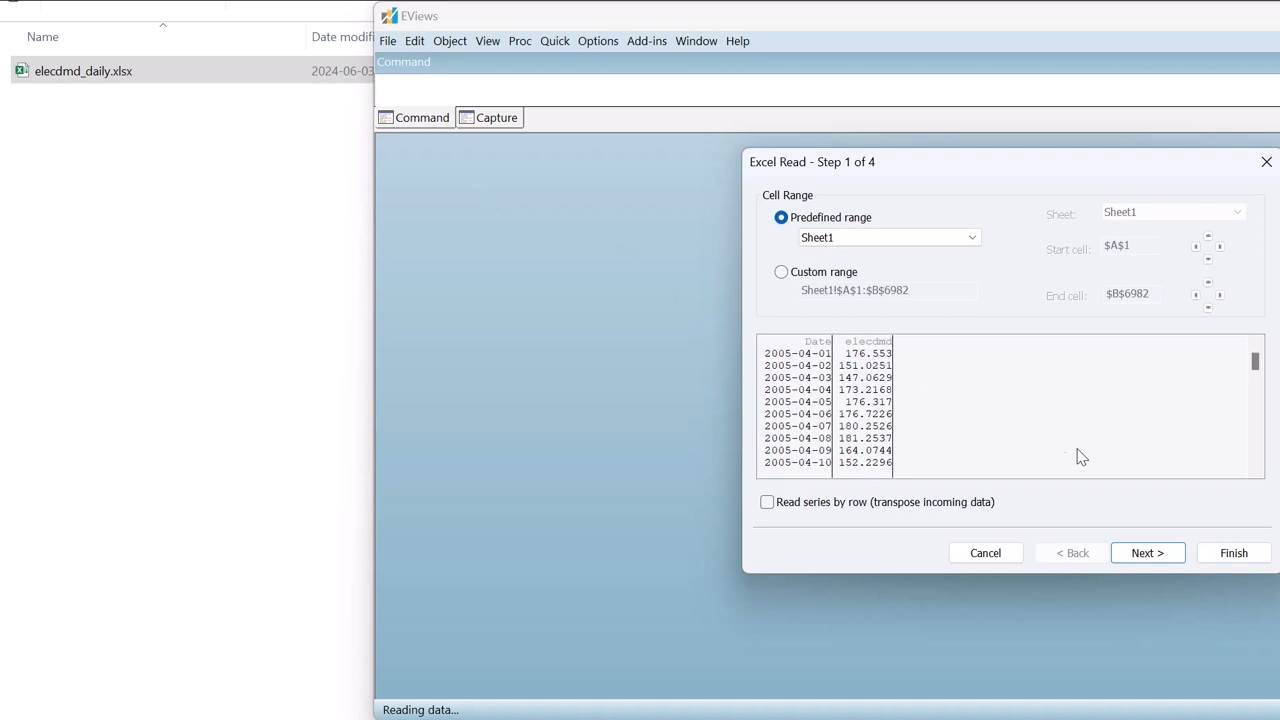 Name
Date modifi
elecdmd_daily.xlsx
2024-06-03
EViews
File Edit Object View Proc Quick Options Add-ins Window Help
Command
Command Capture
Excel Read - Step 1 of 4
Cell Range
Predefined range
Sheet1
Custom range
Sheet1!$A$1:$B$6982
Sheet: Sheet1
Start cell: $A$1
End cell: $B$6982
Date elecdmd
2005-04-01 176.553
2005-04-02 151.0251
2005-04-03 147.0629
2005-04-04 173.2168
2005-04-05 176.317
2005-04-06 176.7226
2005-04-07 180.2526
2005-04-08 181.2537
2005-04-09 164.0744
2005-04-10 152.2296
Read series by row (transpose incoming data)
Cancel < Back Next > Finish
Reading data...